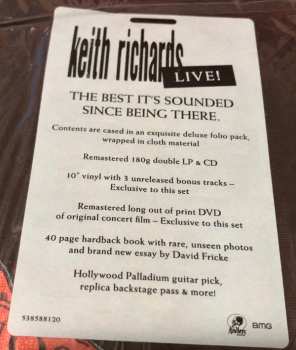 keith richards
LIVE!
THE BEST IT'S SOUNDED
SINCE BEING THERE.
Contents are cased in an exquisite deluxe folio pack,
wrapped in cloth material
Remastered 180g double LP & CD
10" vinyl with 3 unreleased bonus tracks –
Exclusive to this set
Remastered long out of print DVD
of original concert film – Exclusive to this set
40 page hardback book with rare, unseen photos
and brand new essay by David Fricke
Hollywood Palladium guitar pick,
replica backstage pass & more!
538588120
BMG